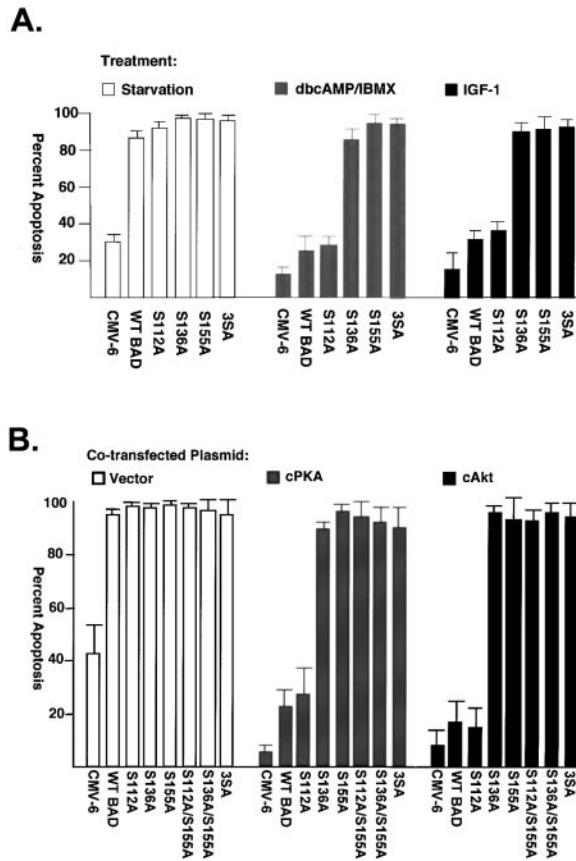 A.
Treatment:
Starvation dbcAMP/IBMX IGF-1
Percent Apoptosis
100
80
60
40
20
CMV-6 WT BAD S112A S136A S155A 3SA CMV-6 WT BAD S112A S136A S155A 3SA CMV-6 WT BAD S112A S136A S155A 3SA
B.
Co-transfected Plasmid:
Vector cPKA cAkt
Percent Apoptosis
100
80
60
40
20
CMV-6 WT BAD S112A S136A S155A S112A/S155A S136A/S155A 3SA CMV-6 WT BAD S112A S136A S155A S112A/S155A S136A/S155A 3SA CMV-6 WT BAD S112A S136A S155A S112A/S155A S136A/S155A 3SA